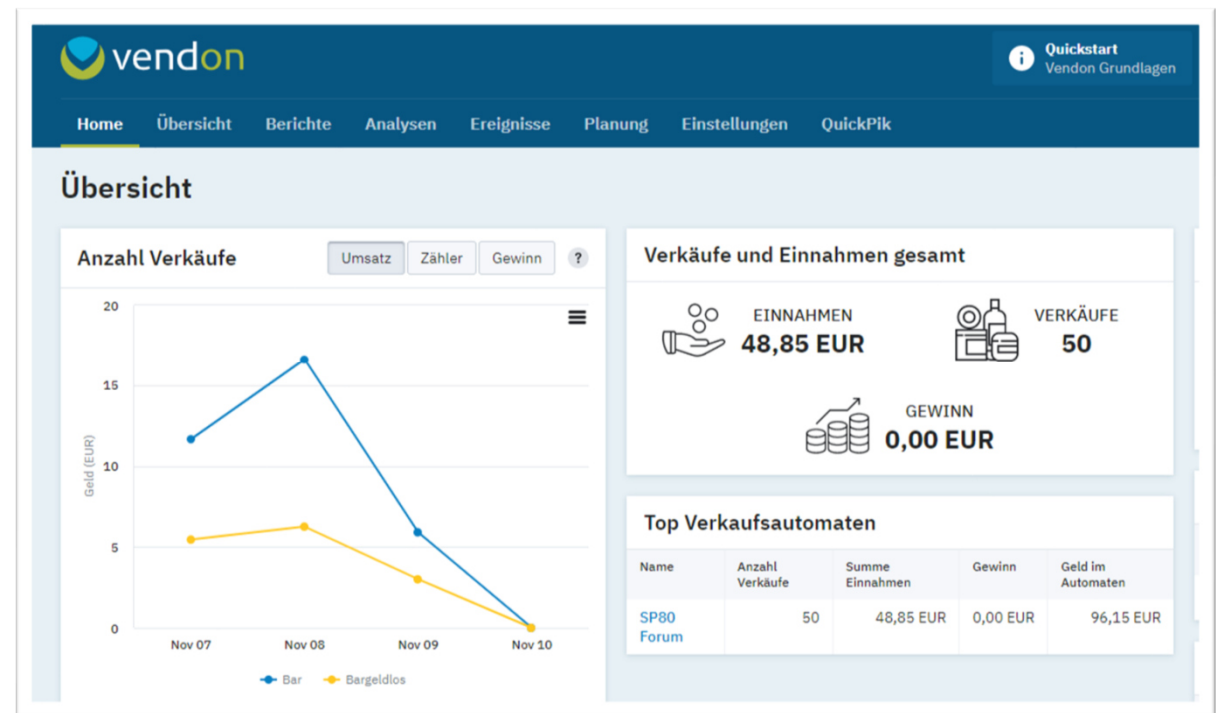 vendon
Quickstart
Vendon Grundlagen
Home Übersicht Berichte Analysen Ereignisse Planung Einstellungen QuickPik
Übersicht
Anzahl Verkäufe Umsatz Zähler Gewinn ?
20
15
10
5
0
Geld (EUR)
Nov 07 Nov 08 Nov 09 Nov 10
Bar Bargeldlos
Verkäufe und Einnahmen gesamt
EINNAHMEN
48,85 EUR
VERKÄUFE
50
GEWINN
0,00 EUR
Top Verkaufsautomaten
Name Anzahl Summe Gewinn Geld im
Verkäufe Einnahmen Automaten
SP80 50 48,85 EUR 0,00 EUR 96,15 EUR
Forum